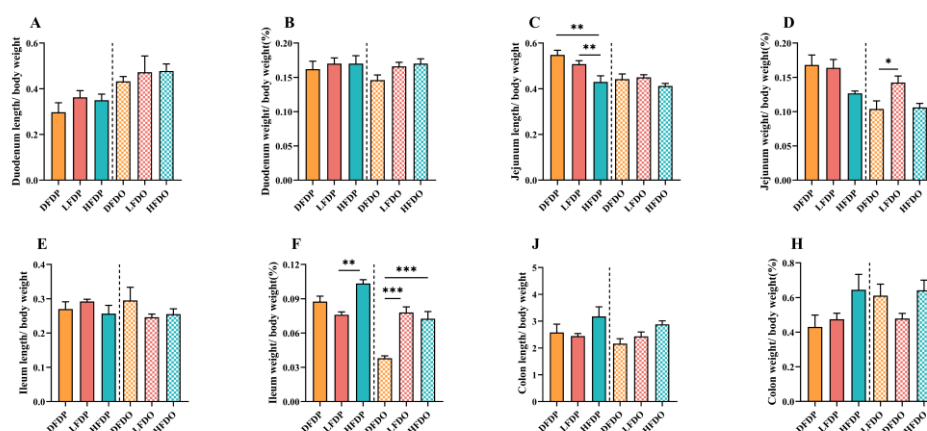 A
Duodenum length/ body weight
0.6
0.4
0.2
0.0
DFDP
LFDP
HFDP
DFDO
LFDO
HFDO
B
Duodenum weight/ body weight(%)
0.20
0.15
0.10
0.05
0.00
DFDP
LFDP
HFDP
DFDO
LFDO
HFDO
C
Jejunum length/ body weight
0.6
0.4
0.2
0.0
**
**
DFDP
LFDP
HFDP
DFDO
LFDO
HFDO
D
Jejunum weight/ body weight(%)
0.20
0.15
0.10
0.05
0.00
*
DFDP
LFDP
HFDP
DFDO
LFDO
HFDO
E
Ileum length/ body weight
0.4
0.3
0.2
0.1
0.0
DFDP
LFDP
HFDP
DFDO
LFDO
HFDO
F
Ileum weight/ body weight(%)
0.12
0.09
0.06
0.03
0.00
**
***
***
DFDP
LFDP
HFDP
DFDO
LFDO
HFDO
J
Colon length/ body weight
5
4
3
2
1
0
DFDP
LFDP
HFDP
DFDO
LFDO
HFDO
H
Colon weight/ body weight(%)
0.8
0.6
0.4
0.2
0.0
DFDP
LFDP
HFDP
DFDO
LFDO
HFDO